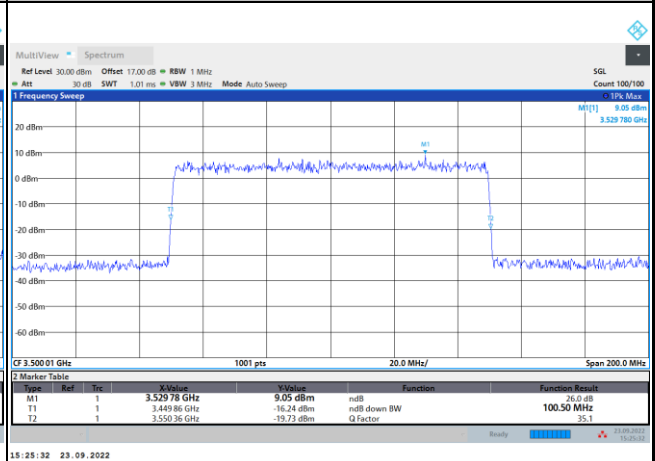 MultiView Spectrum
Ref Level 30.00 dBm Offset 17.00 dB RBW 1 MHz SGL
Att 30 dB SWT 1.01 ms VBW 3 MHz Mode Auto Sweep Count 100/100
1 Frequency Sweep 1Pk Max
M1[1] 9.05 dBm
3.529 780 GHz
20 dBm
M1
10 dBm
0 dBm
T1
-10 dBm
T2
-20 dBm
-30 dBm
-40 dBm
-50 dBm
-60 dBm
CF 3.500 01 GHz 1001 pts 20.0 MHz/ Span 200.0 MHz
2 Marker Table
Type Ref Trc X-Value Y-Value Function Function Result
M1 1 3.529 78 GHz 9.05 dBm ndB 26.0 dB
T1 1 3.449 86 GHz -16.24 dBm ndB down BW 100.50 MHz
T2 1 3.550 36 GHz -19.73 dBm Q Factor 35.1
Ready 23.09.2022
15:25:32
15:25:32 23.09.2022